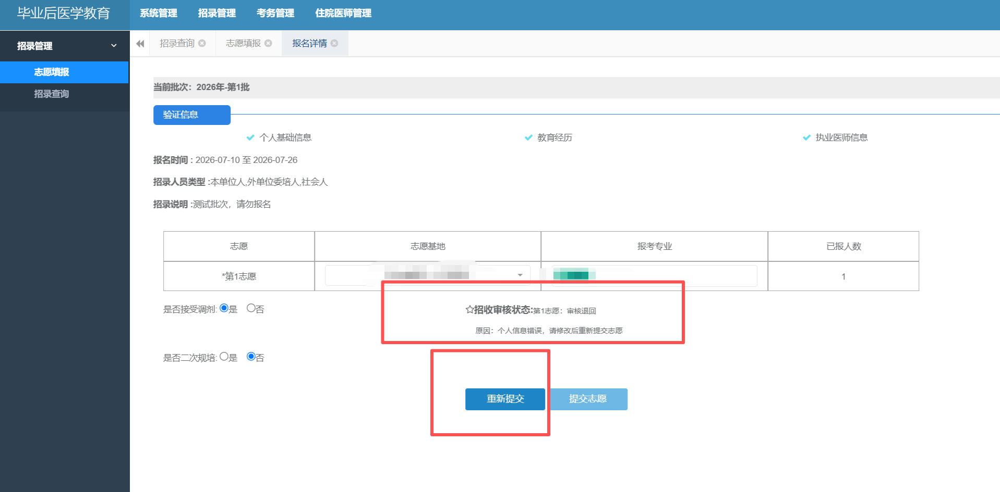 毕业后医学教育
系统管理 招录管理 考务管理 住院医师管理
招录管理
志愿填报
招录查询
招录查询 志愿填报 报名详情
当前批次：2026年-第1批
验证信息
个人基础信息 教育经历 执业医师信息
报名时间 : 2026-07-10 至 2026-07-26
招录人员类型 :本单位人,外单位委培人,社会人
招录说明 :测试批次，请勿报名
志愿 志愿基地 报考专业 已报人数
*第1志愿 1
是否接受调剂: 是 否
☆招收审核状态:第1志愿：审核退回
原因：个人信息错误，请修改后重新提交志愿
是否二次规培: 是 否
重新提交 提交志愿